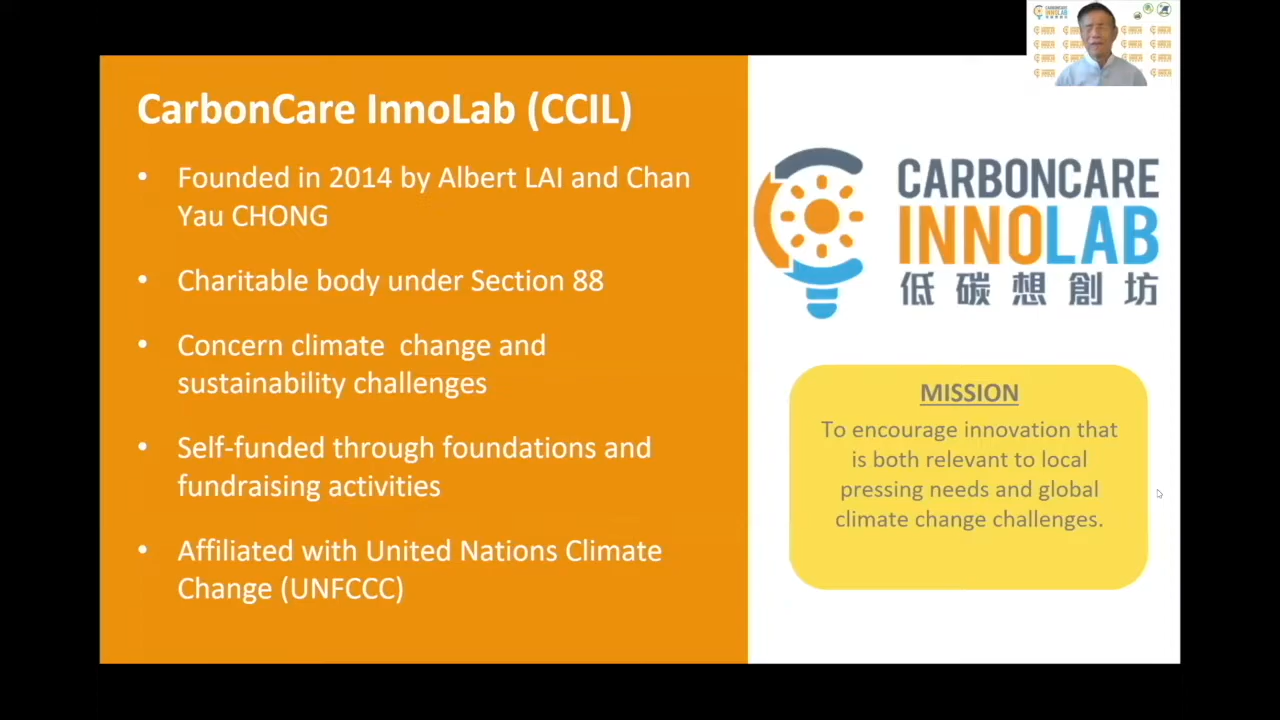 CarbonCare InnoLab (CCIL)
• Founded in 2014 by Albert LAI and Chan
Yau CHONG
• Charitable body under Section 88
• Concern climate  change and
sustainability challenges
• Self-funded through foundations and
fundraising activities
• Affiliated with United Nations Climate
Change (UNFCCC)
CARBONCARE
INNOLAB
CARBONCARE
INNOLAB
低碳想創坊
MISSION
To encourage innovation that
is both relevant to local
pressing needs and global
climate change challenges.